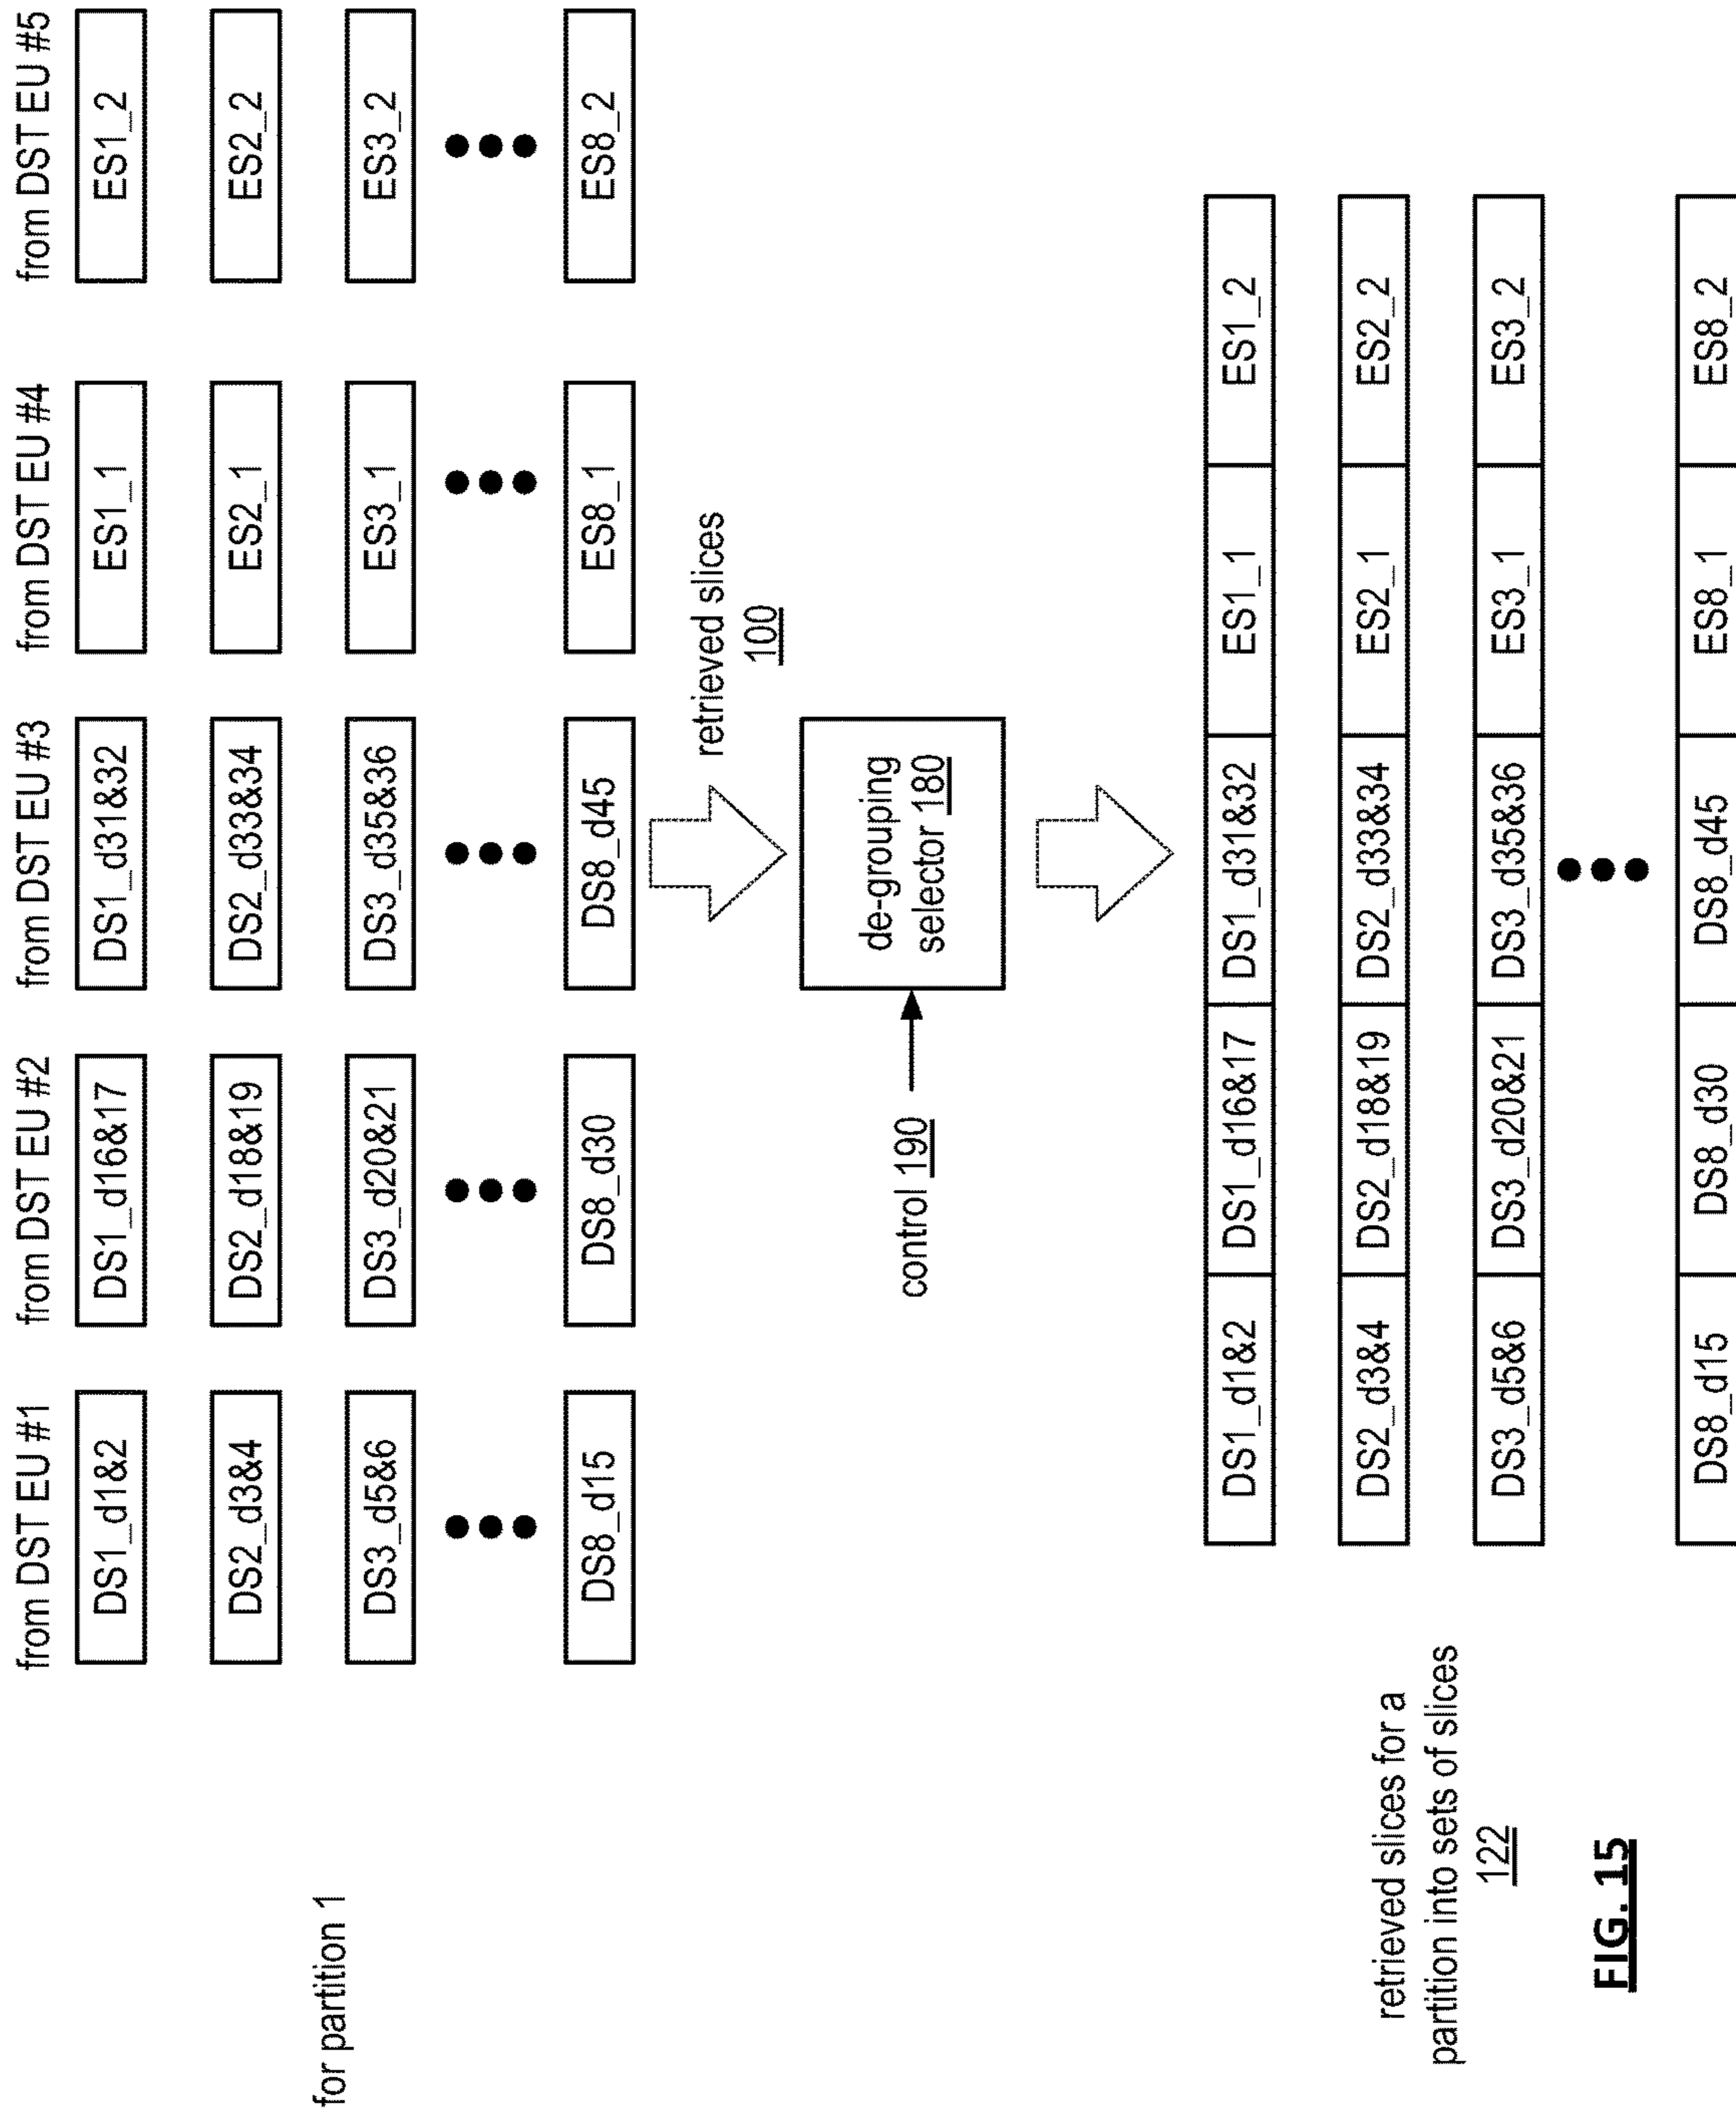 from DST EU #1 from DST EU #2 from DST EU #3 from DST EU #4 from DST EU #5
DS1_d1&2 DS1_d16&17 DS1_d31&32 ES1_1 ES1_2
DS2_d3&4 DS2_d18&19 DS2_d33&34 ES2_1 ES2_2
for partition 1
DS3_d5&6 DS3_d20&21 DS3_d35&36 ES3_1 ES3_2
DS8_d15 DS8_d30 DS8_d45 ES8_1 ES8_2
retrieved slices
100
control 190
de-grouping
selector 180
DS1_d1&2 DS1_d16&17 DS1_d31&32 ES1_1 ES1_2
DS2_d3&4 DS2_d18&19 DS2_d33&34 ES2_1 ES2_2
DS3_d5&6 DS3_d20&21 DS3_d35&36 ES3_1 ES3_2
DS8_d15 DS8_d30 DS8_d45 ES8_1 ES8_2
retrieved slices for a
partition into sets of slices
122
FIG. 15